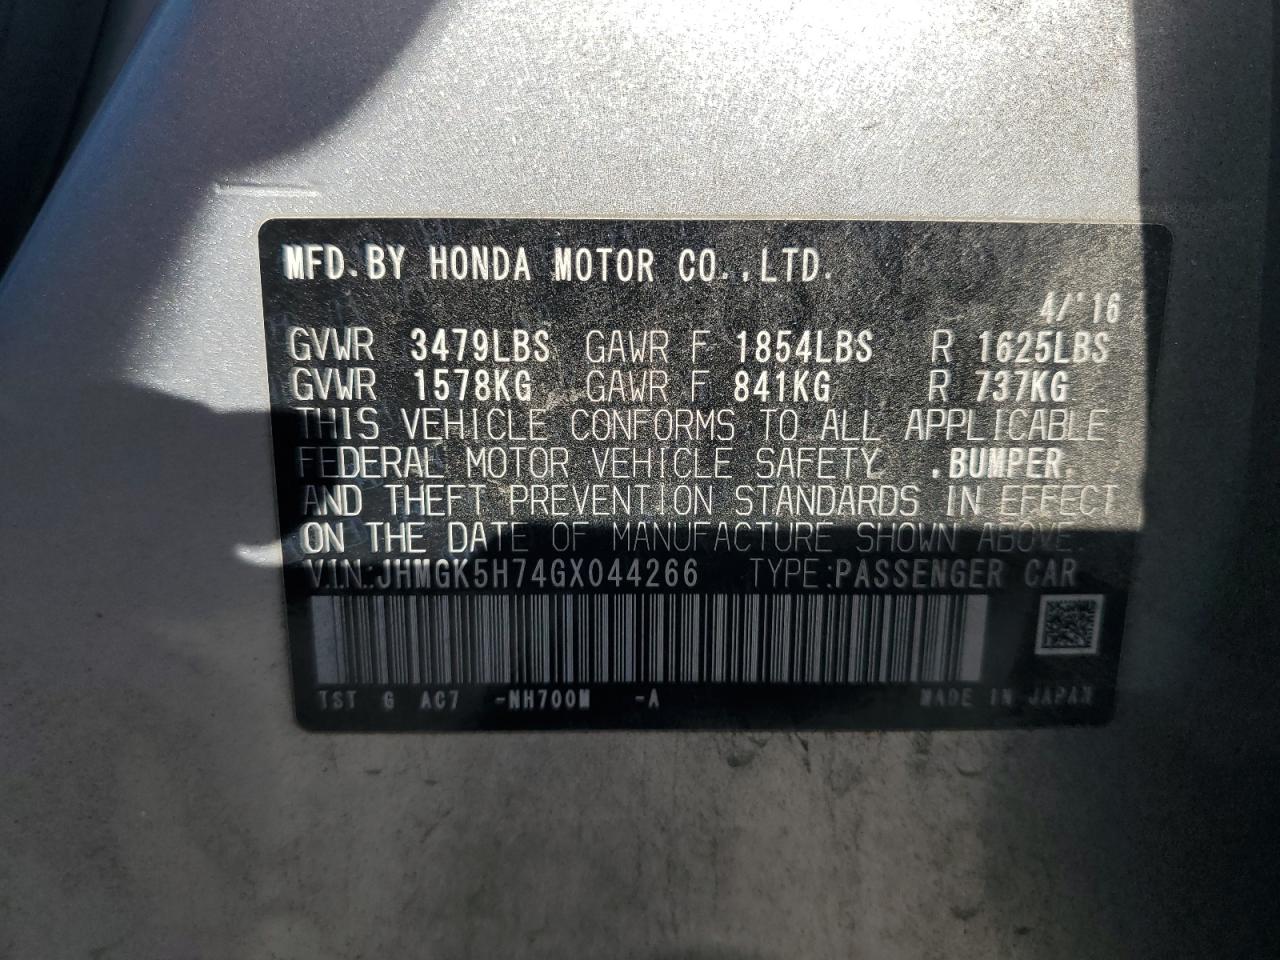 MFD.BY HONDA MOTOR CO.,LTD.
4/'16
GVWR 3479LBS GAWR F 1854LBS R 1625LBS
GVWR 1578KG GAWR F 841KG R 737KG
THIS VEHICLE CONFORMS TO ALL APPLICABLE
FEDERAL MOTOR VEHICLE SAFETY, .BUMPER.
AND THEFT PREVENTION STANDARDS IN EFFECT
ON THE DATE OF MANUFACTURE SHOWN ABOVE.
V.I.N.:JHMGK5H74GX044266 TYPE:PASSENGER CAR
TST G AC7 -NH700M -A MADE IN JAPAN